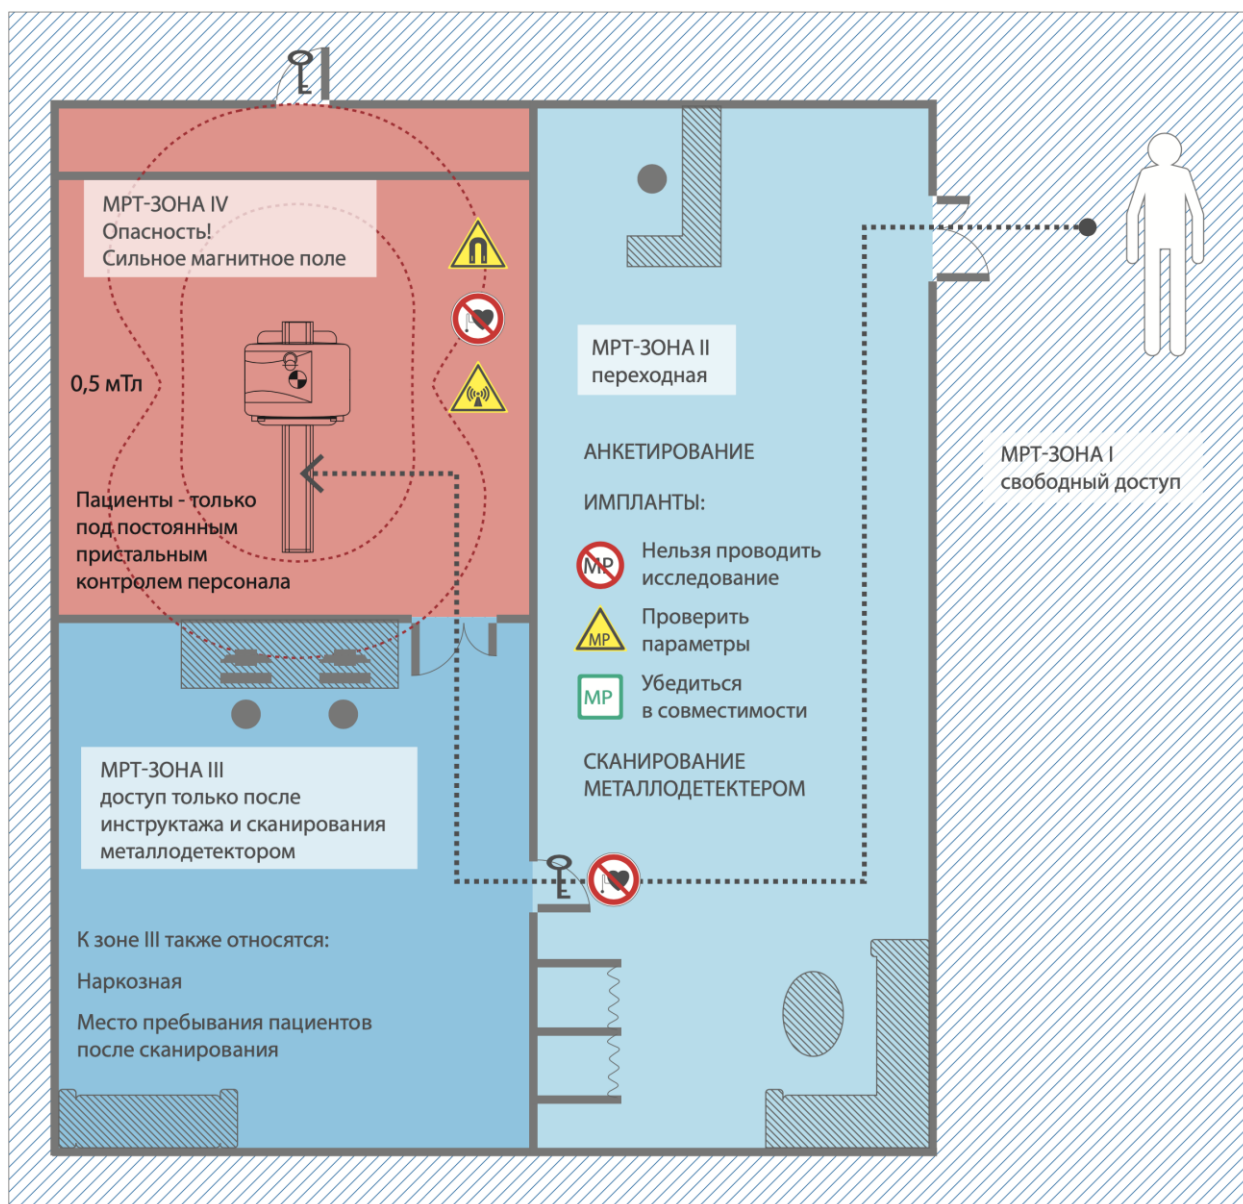 МРТ-ЗОНА IV
Опасность!
Сильное магнитное поле
0,5 мТл
Пациенты - только
под постоянным
пристальным
контролем персонала
МРТ-ЗОНА III
доступ только после
инструктажа и сканирования
металлодетектором
К зоне III также относятся:
Наркозная
Место пребывания пациентов
после сканирования
МРТ-ЗОНА II
переходная
АНКЕТИРОВАНИЕ
ИМПЛАНТЫ:
МР
Нельзя проводить
исследование
МР
Проверить
параметры
МР
Убедиться
в совместимости
СКАНИРОВАНИЕ
МЕТАЛЛОДЕТЕКТЕРОМ
МРТ-ЗОНА I
свободный доступ